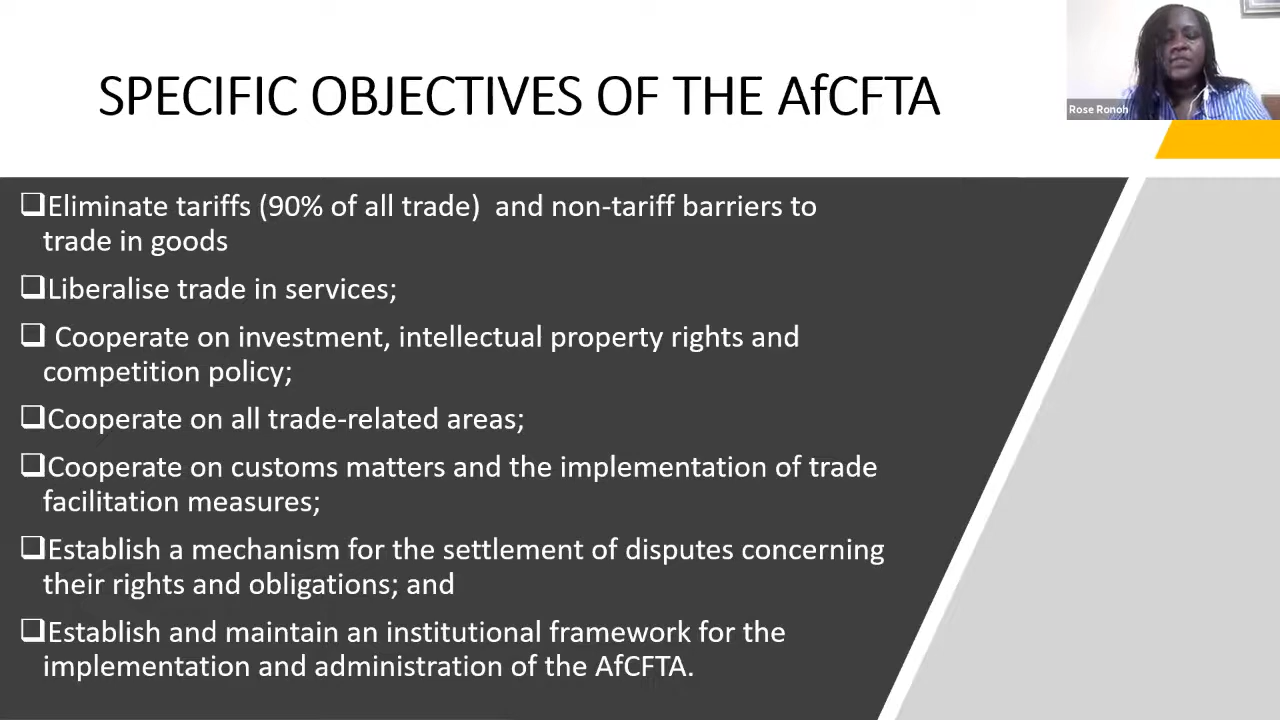 SPECIFIC OBJECTIVES OF THE AfCFTA
Rose Ronoh
❑Eliminate tariffs (90% of all trade)  and non-tariff barriers to
trade in goods
❑Liberalise trade in services;
❑ Cooperate on investment, intellectual property rights and
competition policy;
❑Cooperate on all trade-related areas;
❑Cooperate on customs matters and the implementation of trade
facilitation measures;
❑Establish a mechanism for the settlement of disputes concerning
their rights and obligations; and
❑Establish and maintain an institutional framework for the
implementation and administration of the AfCFTA.